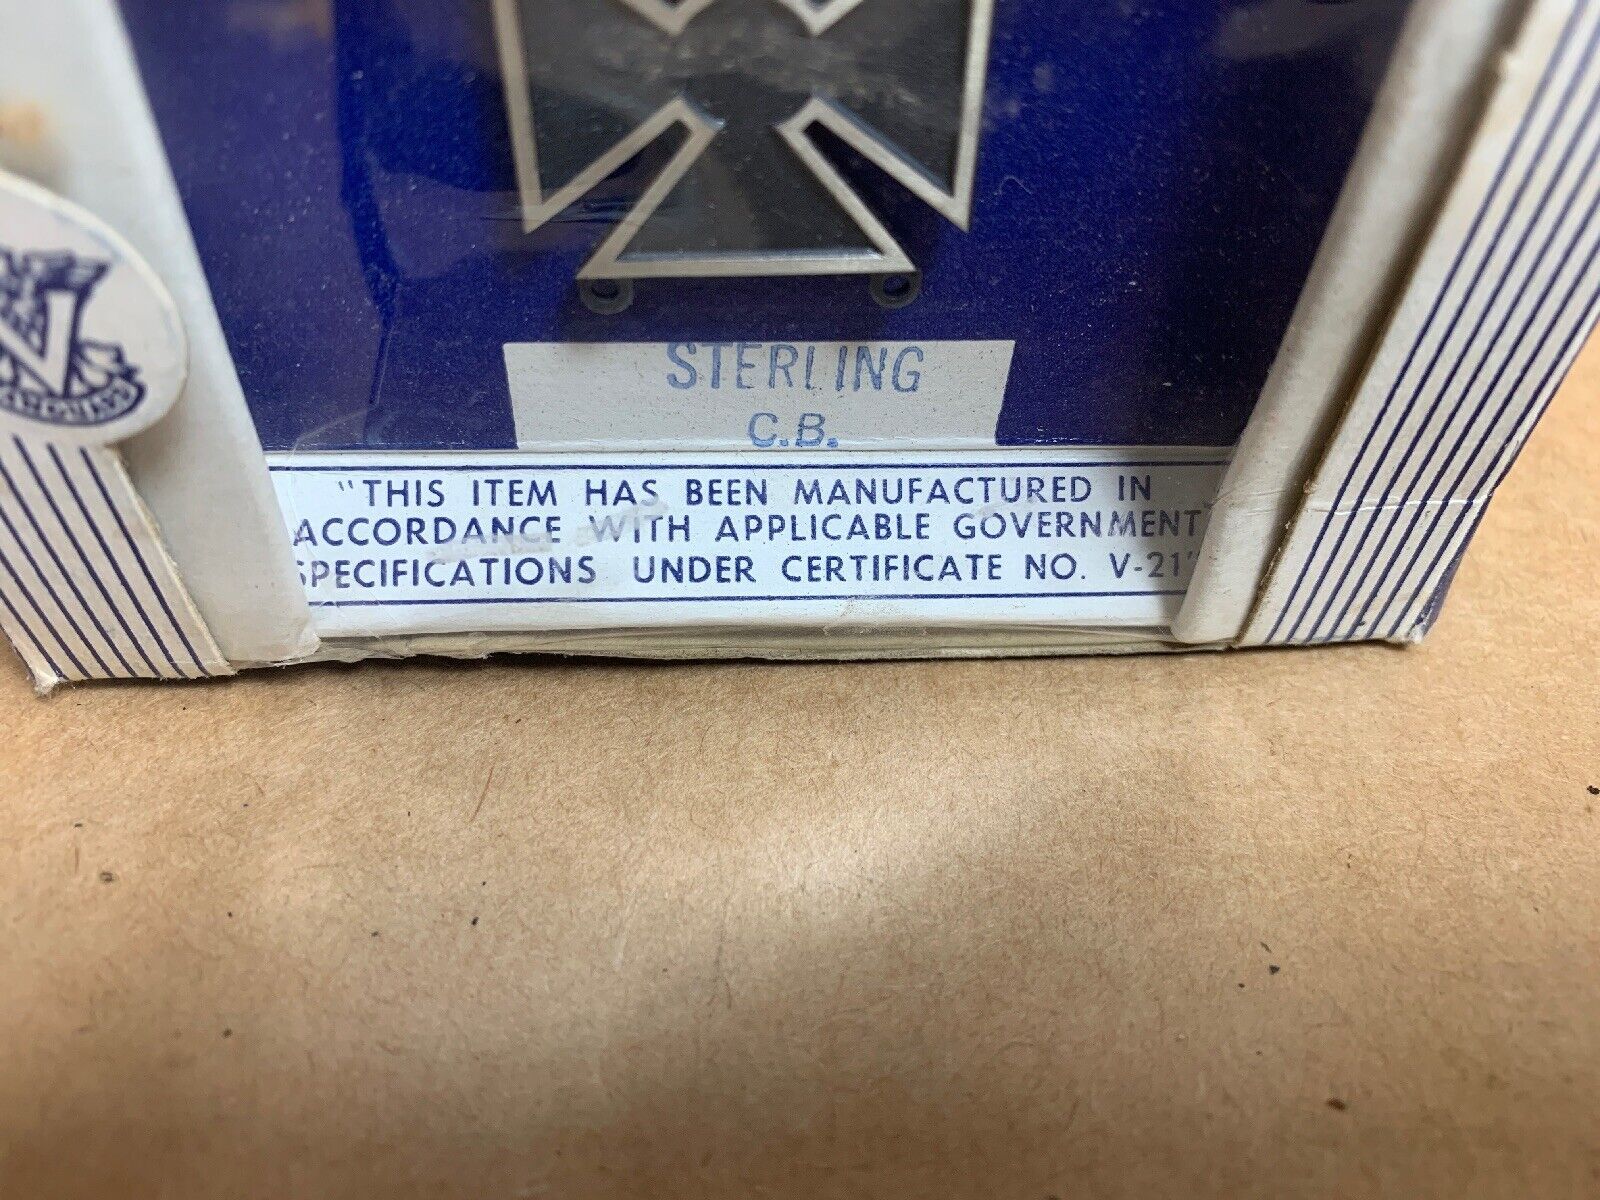 STERLING
C.B.
"THIS ITEM HAS BEEN MANUFACTURED IN
ACCORDANCE WITH APPLICABLE GOVERNMENT
SPECIFICATIONS UNDER CERTIFICATE NO. V-21"
V